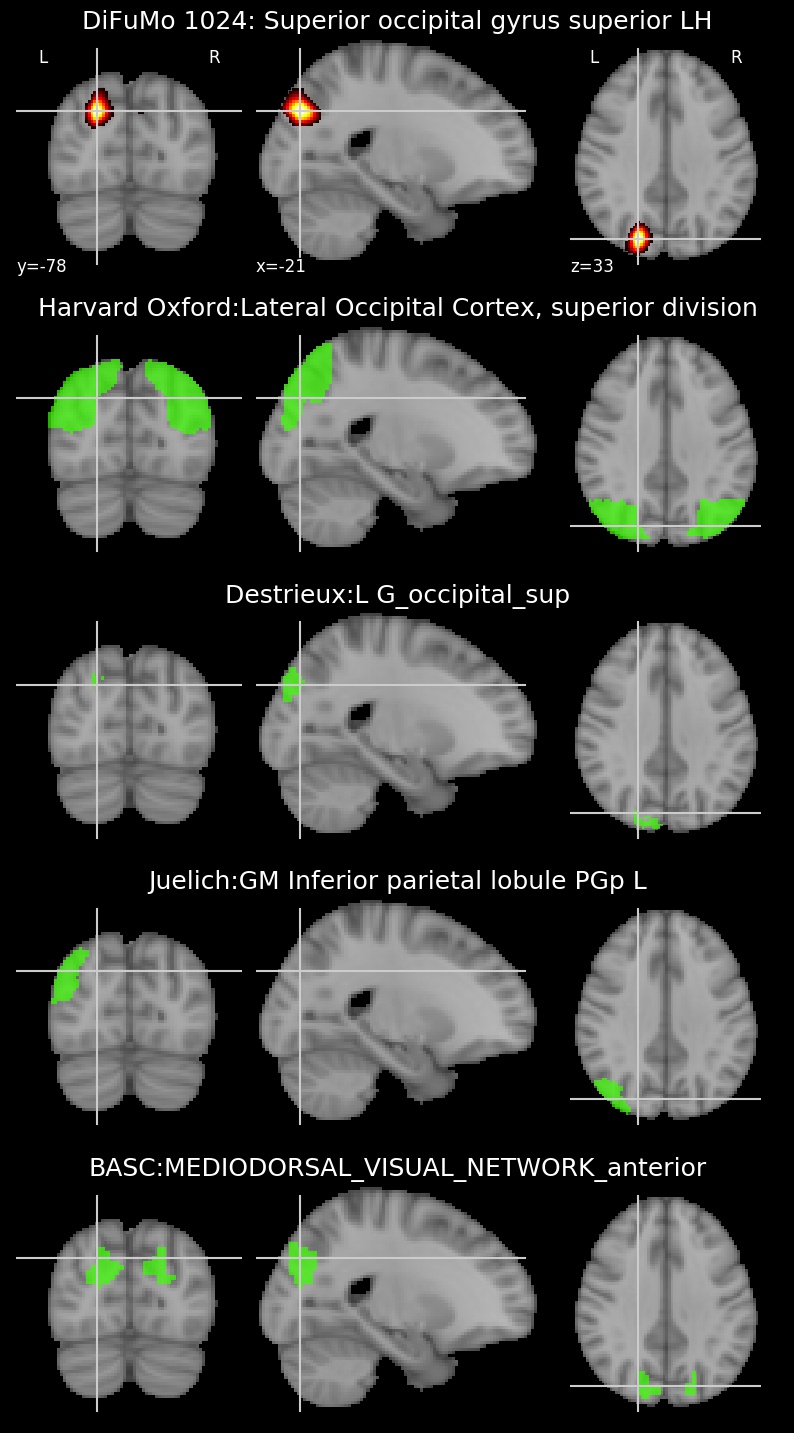 DiFuMo 1024: Superior occipital gyrus superior LH
L R L R
y=-78 x=-21 z=33
Harvard Oxford:Lateral Occipital Cortex, superior division
Destrieux:L G_occipital_sup
Juelich:GM Inferior parietal lobule PGp L
BASC:MEDIODORSAL_VISUAL_NETWORK_anterior